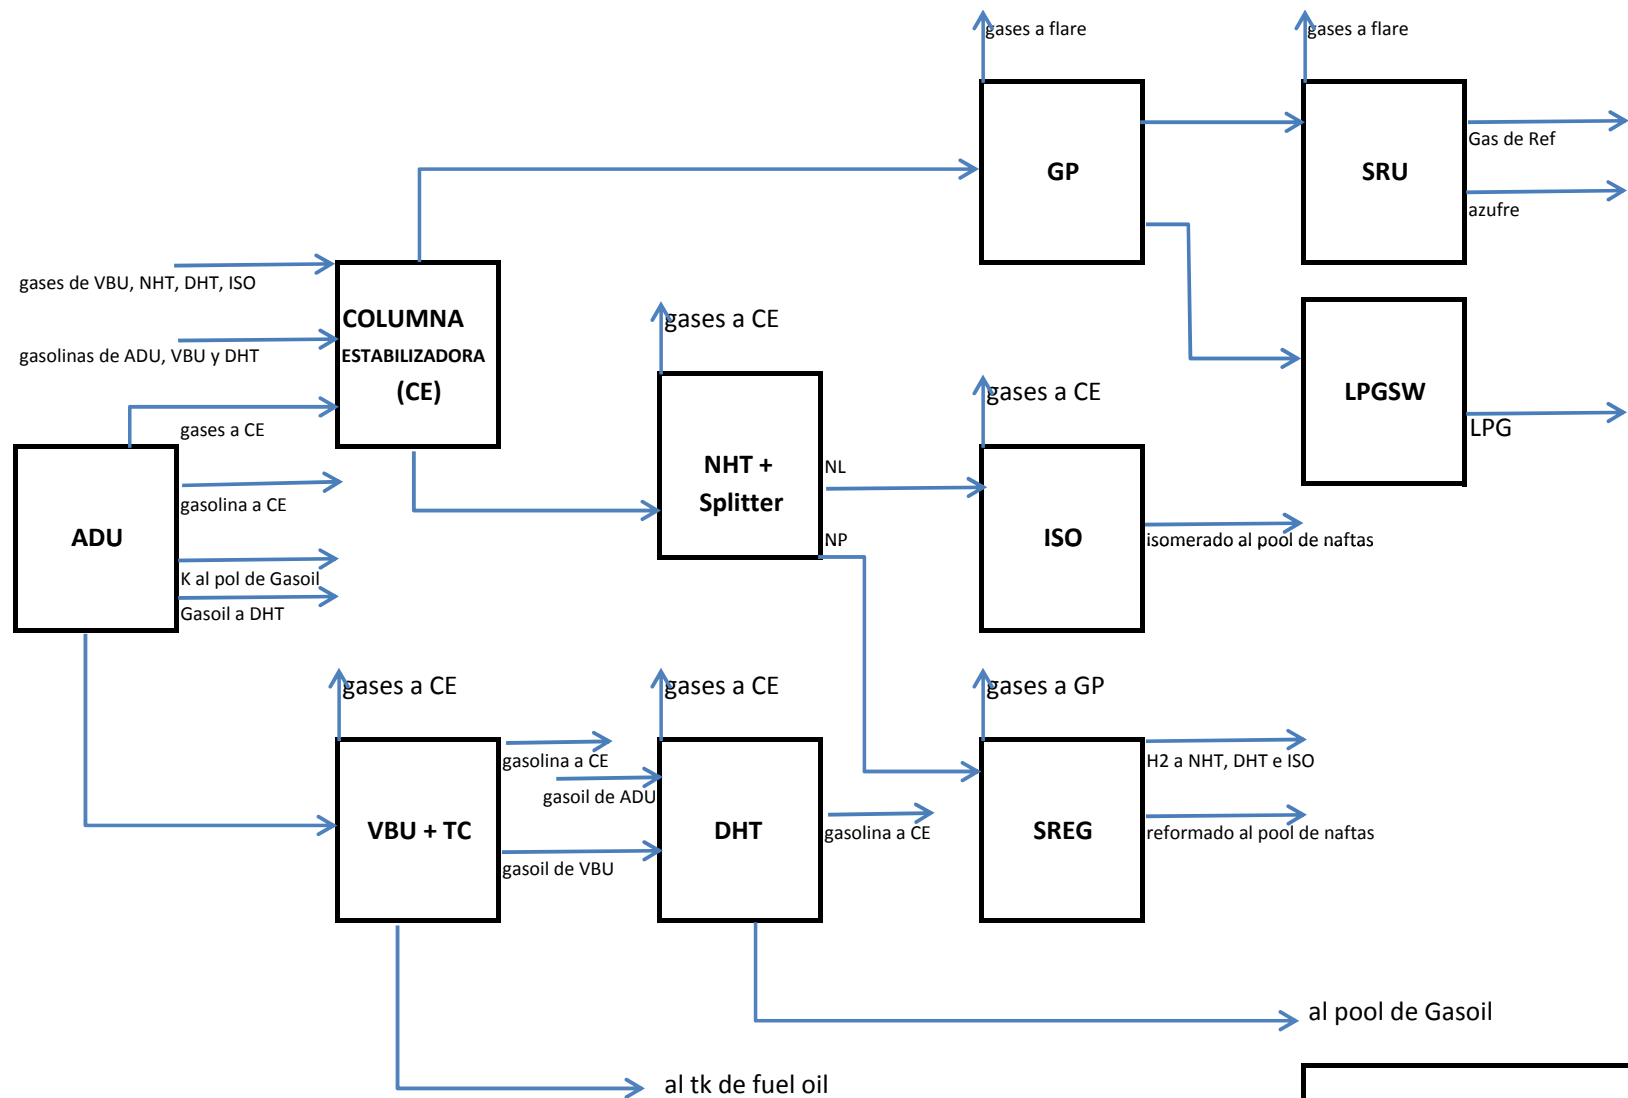 gases a flare
gases a flare
GP
SRU
Gas de Ref
azufre
gases de VBU, NHT, DHT, ISO
gasolinas de ADU, VBU y DHT
COLUMNA
ESTABILIZADORA
(CE)
gases a CE
gases a CE
gases a CE
LPGSW
LPG
gasolina a CE
ADU
K al pol de Gasoil
Gasoil a DHT
NHT +
Splitter
NL
NP
ISO
isomerado al pool de naftas
gases a CE
gases a CE
gases a GP
gasolina a CE
gasoil de ADU
VBU + TC
gasoil de VBU
DHT
gasolina a CE
SREG
H2 a NHT, DHT e ISO
reformado al pool de naftas
al pool de Gasoil
al tk de fuel oil